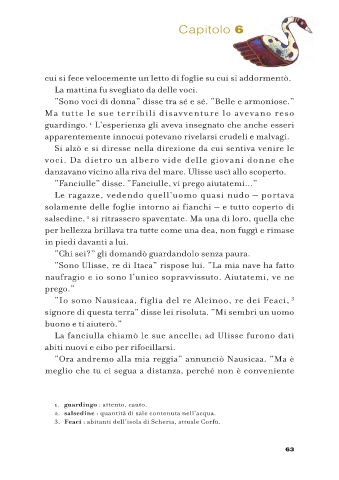 Capitolo 6
cui si fece velocemente un letto di foglie su cui si addormentò.
La mattina fu svegliato da delle voci.
"Sono voci di donna" disse tra sé e sé. "Belle e armoniose."
Ma tutte le sue terribili disavventure lo avevano reso
guardingo.¹ L'esperienza gli aveva insegnato che anche esseri
apparentemente innocui potevano rivelarsi crudeli e malvagi.
Si alzò e si diresse nella direzione da cui sentiva venire le
voci. Da dietro un albero vide delle giovani donne che
danzavano vicino alla riva del mare. Ulisse uscì allo scoperto.
"Fanciulle" disse. "Fanciulle, vi prego aiutatemi..."
Le ragazze, vedendo quell'uomo quasi nudo — portava
solamente delle foglie intorno ai fianchi — e tutto coperto di
salsedine,² si ritrassero spaventate. Ma una di loro, quella che
per bellezza brillava tra tutte come una dea, non fuggì e rimase
in piedi davanti a lui.
"Chi sei?" gli domandò guardandolo senza paura.
"Sono Ulisse, re di Itaca" rispose lui. "La mia nave ha fatto
naufragio e io sono l'unico sopravvissuto. Aiutatemi, ve ne
prego."
"Io sono Nausicaa, figlia del re Alcinoo, re dei Feaci,³
signore di questa terra" disse lei risoluta. "Mi sembri un uomo
buono e ti aiuterò."
La fanciulla chiamò le sue ancelle; ad Ulisse furono dati
abiti nuovi e cibo per rifocillarsi.
"Ora andremo alla mia reggia" annunciò Nausicaa. "Ma è
meglio che tu ci segua a distanza, perché non è conveniente
1. guardingo : attento, cauto.
2. salsedine : quantità di sale contenuta nell'acqua.
3. Feaci : abitanti dell'isola di Scheria, attuale Corfù.
63